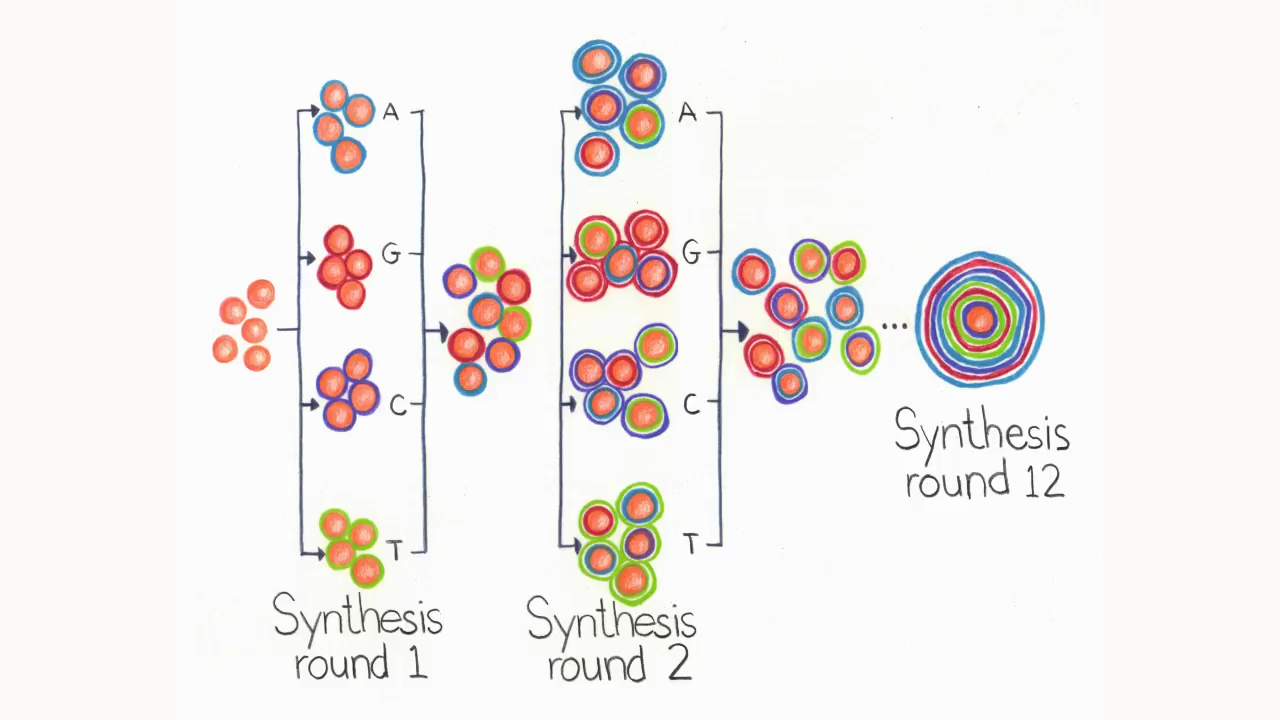 A
G
C
T
Synthesis
round 1
A
G
C
T
Synthesis
round 2
...
Synthesis
round 12